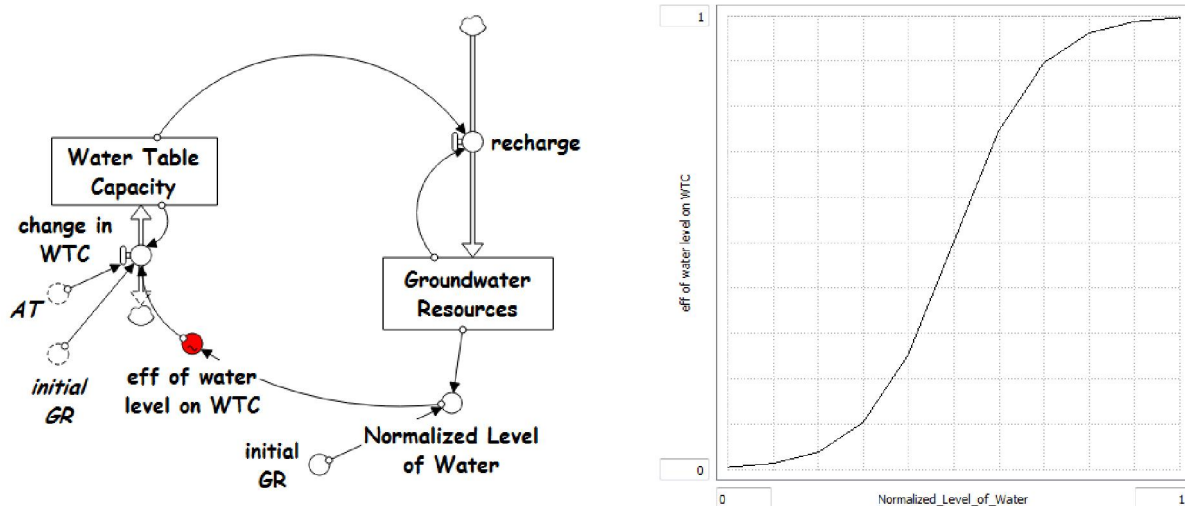 Water Table
Capacity
recharge
change in
WTC
AT
initial
GR
eff of water
level on WTC
Groundwater
Resources
initial
GR
Normalized Level
of Water
1
eff of water level on WTC
0
0
Normalized_Level_of_Water
1